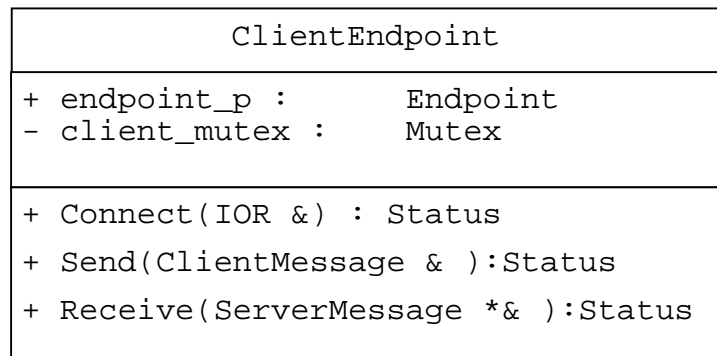 ClientEndpoint
+ endpoint_p : Endpoint
- client_mutex : Mutex
+ Connect(IOR &) : Status
+ Send(ClientMessage & ):Status
+ Receive(ServerMessage *& ):Status